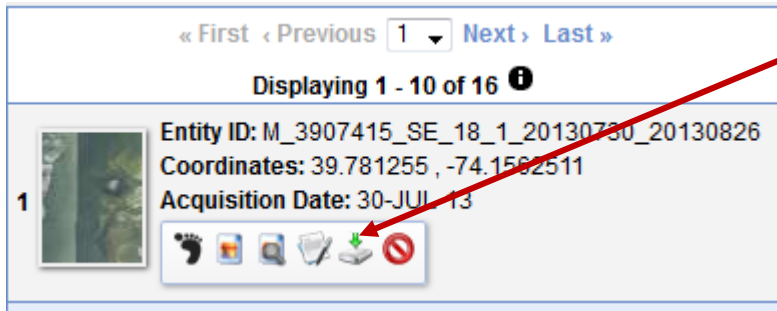 « First ‹ Previous 1 Next › Last »
Displaying 1 - 10 of 16
Entity ID: M_3907415_SE_18_1_20130730_20130826
Coordinates: 39.781255 , -74.1562511
1
Acquisition Date: 30-JUL-13